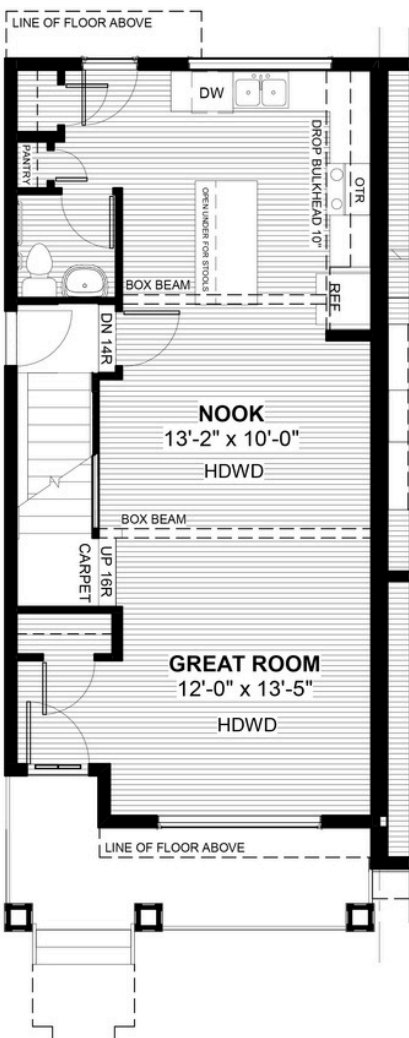 LINE OF FLOOR ABOVE
DW
DROP BULKHEAD 10"
OTR
PANTRY
OPEN UNDER FOR STOOLS
REF
BOX BEAM
DN 14R
NOOK
13'-2" x 10'-0"
HDWD
BOX BEAM
UP 16R
CARPET
GREAT ROOM
12'-0" x 13'-5"
HDWD
LINE OF FLOOR ABOVE